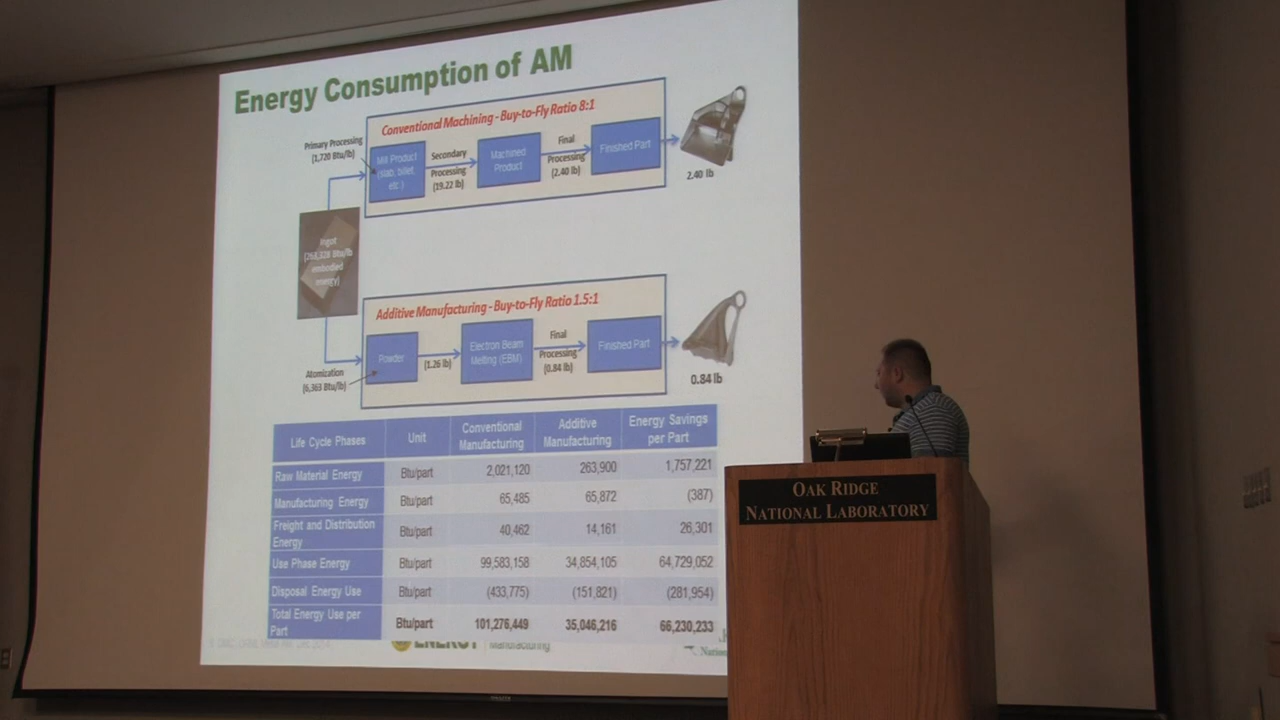 Energy Consumption of AM
Conventional Machining - Buy-to-Fly Ratio 8:1
Primary Processing
(1,720 Btu/lb)
Mill Product
(slab, billet,
etc.)
Secondary
Processing
(19.22 lb)
Machined
Product
Final
Processing
(2.40 lb)
Finished Part
2.40 lb
Ingot
(263,328 Btu/lb
embodied
energy)
Additive Manufacturing - Buy-to-Fly Ratio 1.5:1
Atomization
(6,363 Btu/lb)
Powder
(1.26 lb)
Electron Beam
Melting (EBM)
Final
Processing
(0.84 lb)
Finished Part
0.84 lb
Life Cycle Phases Unit Conventional Manufacturing Additive Manufacturing Energy Savings per Part
Raw Material Energy Btu/part 2,021,120 263,900 1,757,221
Manufacturing Energy Btu/part 65,485 65,872 (387)
Freight and Distribution Energy Btu/part 40,462 14,161 26,301
Use Phase Energy Btu/part 99,583,158 34,854,105 64,729,052
Disposal Energy Use Btu/part (433,775) (151,821) (281,954)
Total Energy Use per Part Btu/part 101,276,449 35,046,216 66,230,233
ENERGY Manufacturing
OAK RIDGE
NATIONAL LABORATORY